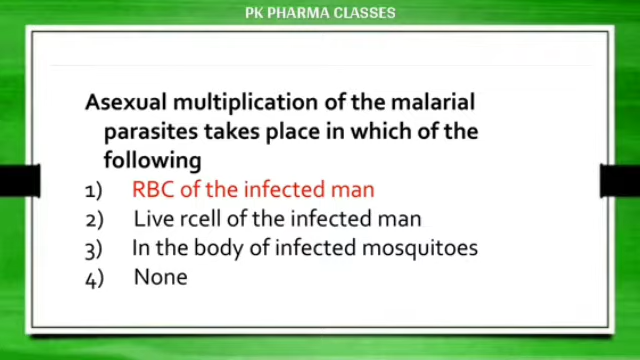 PK PHARMA CLASSES
Asexual multiplication of the malarial
parasites takes place in which of the
following
1) RBC of the infected man
2) Live rcell of the infected man
3) In the body of infected mosquitoes
4) None